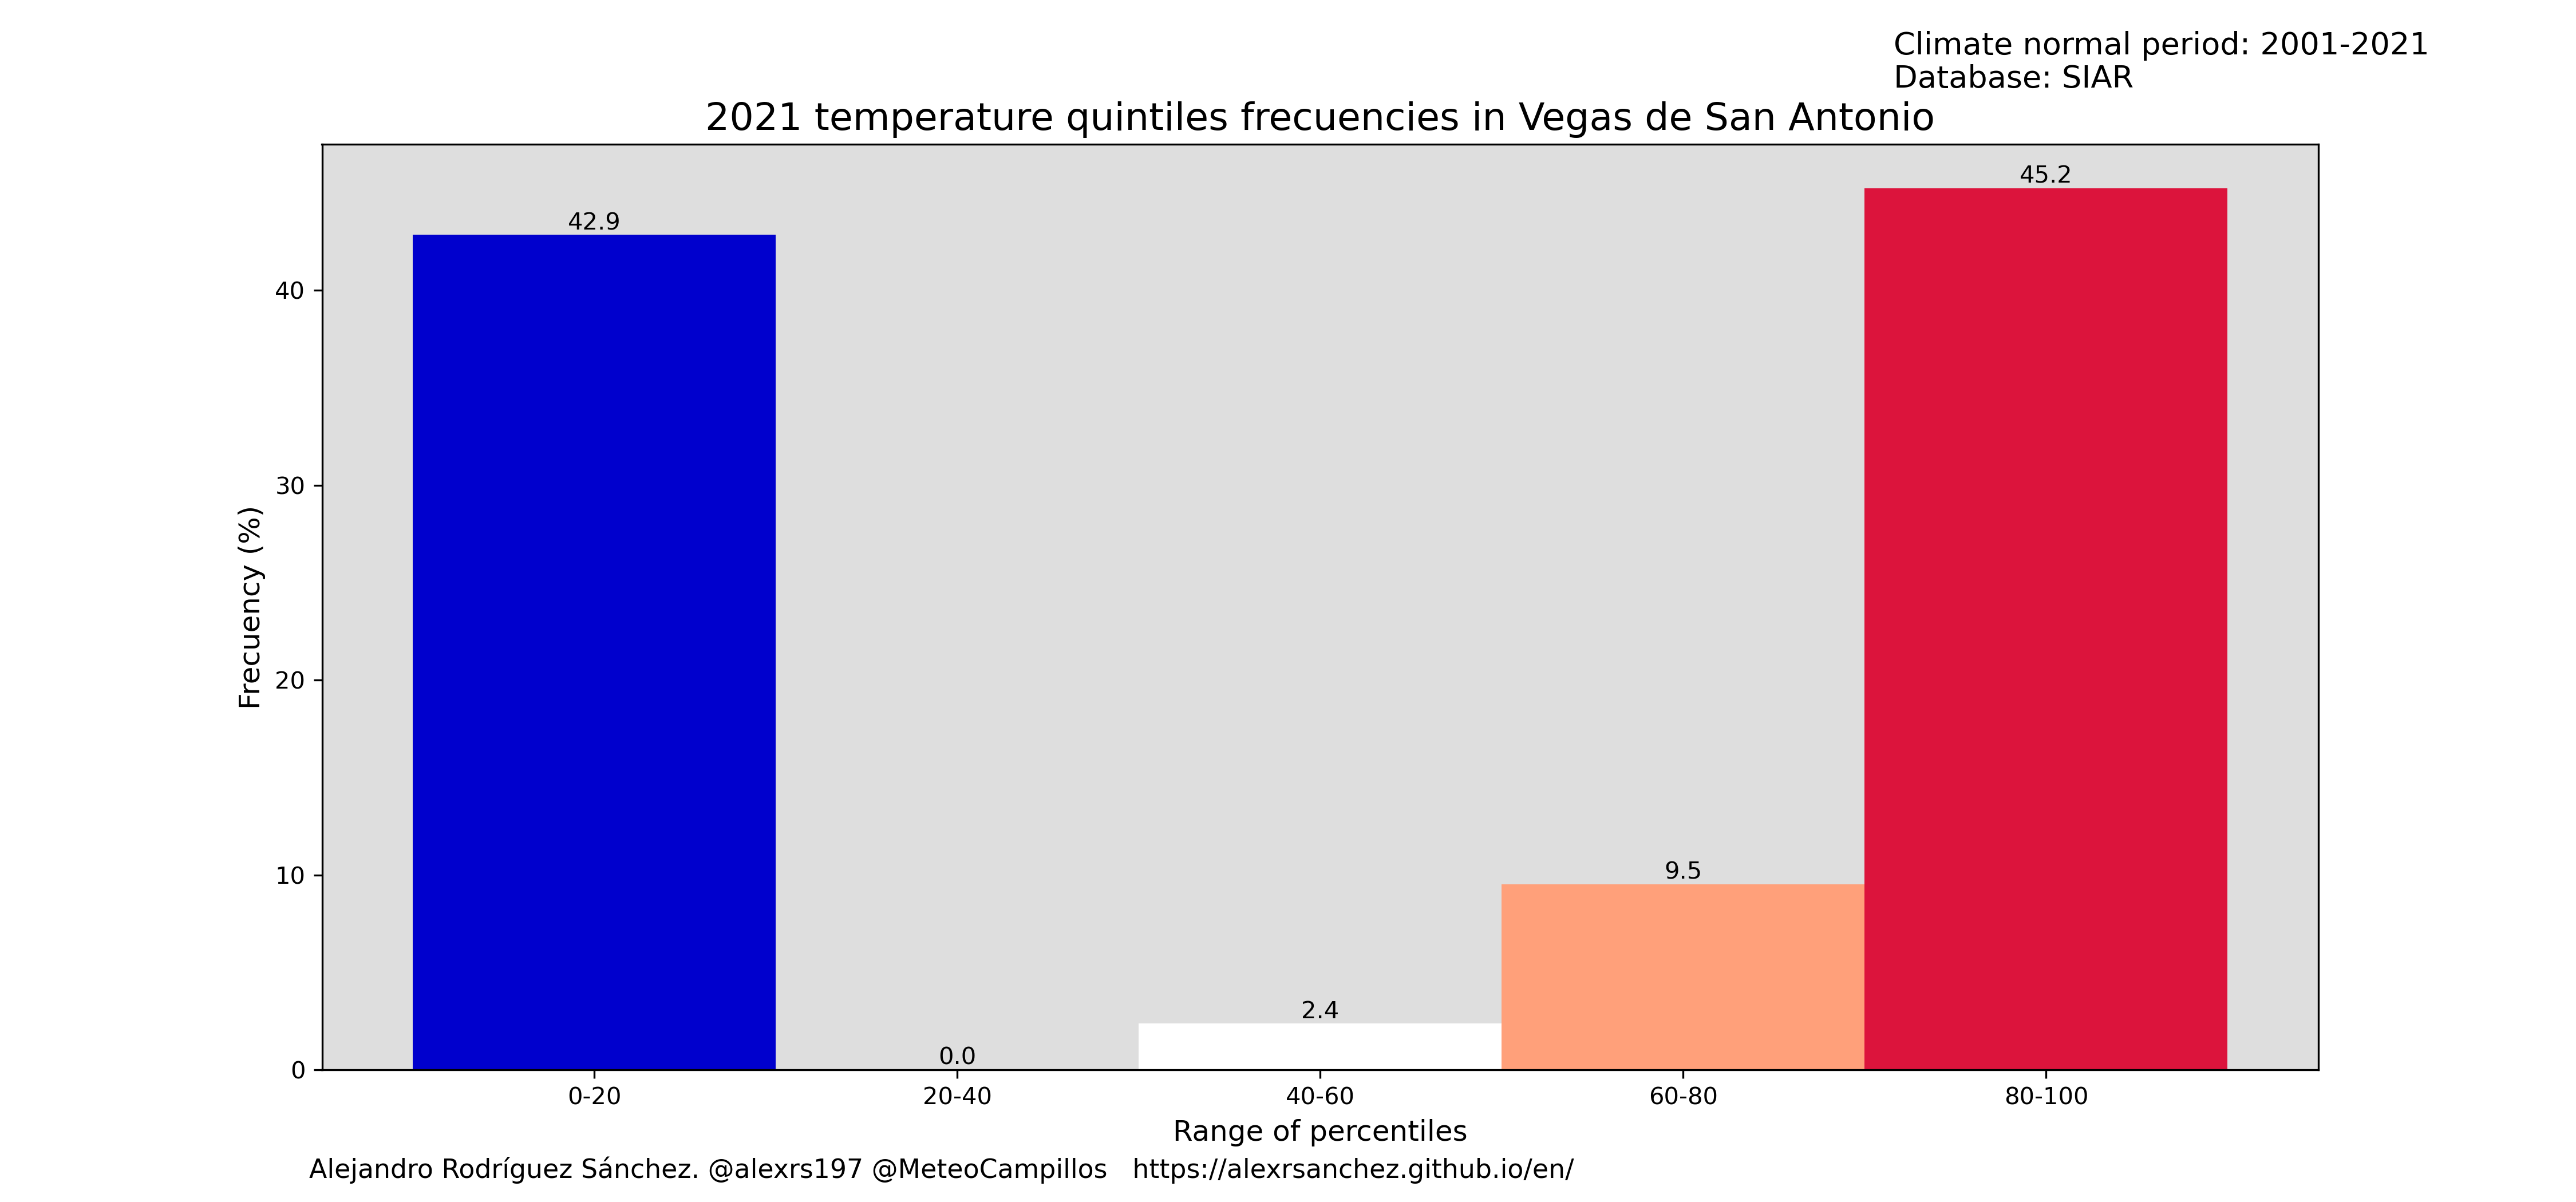 Climate normal period: 2001-2021
Database: SIAR
2021 temperature quintiles frecuencies in Vegas de San Antonio
45.2
42.9
40
30
Frecuency (%)
20
10
9.5
2.4
0.0
0
0-20 20-40 40-60 60-80 80-100
Range of percentiles
Alejandro Rodríguez Sánchez. @alexrs197 @MeteoCampillos https://alexrsanchez.github.io/en/